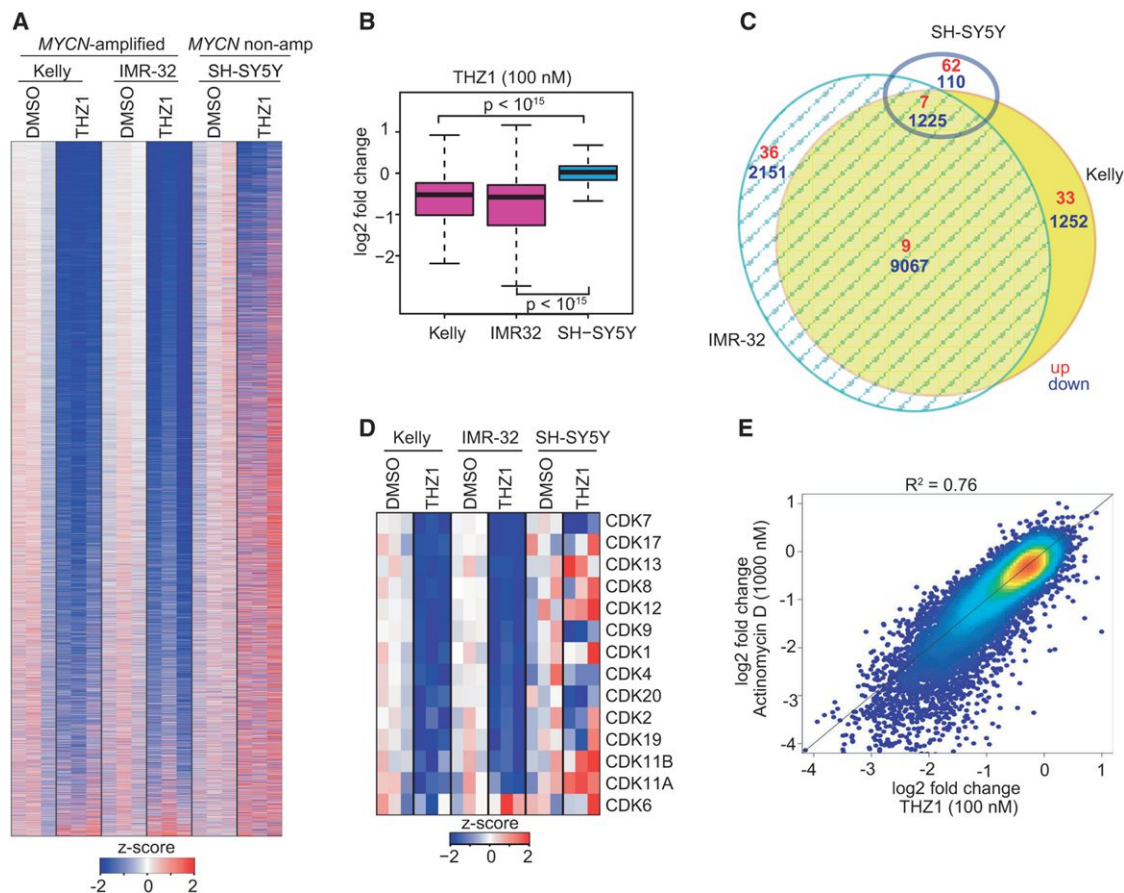 A
MYCN-amplified
MYCN non-amp
Kelly
IMR-32
SH-SY5Y
DMSO
THZ1
DMSO
THZ1
DMSO
THZ1
z-score
-2
0
2
B
THZ1 (100 nM)
p < 10¹⁵
log2 fold change
1
0
−1
−2
p < 10¹⁵
Kelly
IMR32
SH−SY5Y
C
SH-SY5Y
62
110
7
1225
36
2151
Kelly
33
1252
9
9067
IMR-32
up
down
D
Kelly
IMR-32
SH-SY5Y
DMSO
THZ1
DMSO
THZ1
DMSO
THZ1
CDK7
CDK17
CDK13
CDK8
CDK12
CDK9
CDK1
CDK4
CDK20
CDK2
CDK19
CDK11B
CDK11A
CDK6
z-score
−2
0
2
E
R² = 0.76
log2 fold change
Actinomycin D (1000 nM)
1
0
-1
-2
-3
-4
-4
-3
-2
-1
0
1
log2 fold change
THZ1 (100 nM)